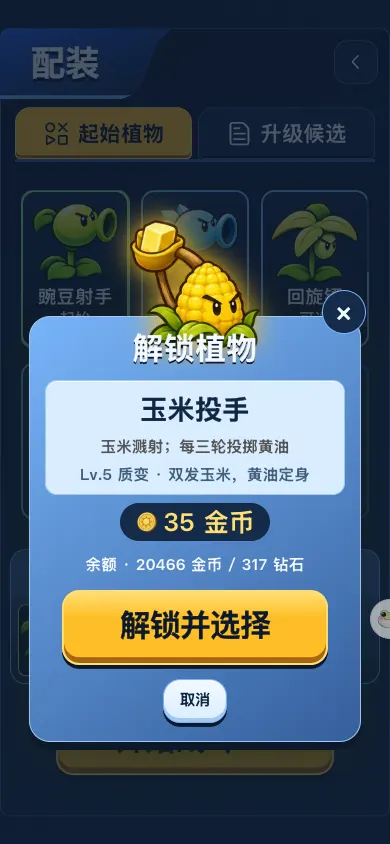 配装
起始植物
升级候选
豌豆射手
解锁植物
玉米投手
玉米溅射；每三轮投掷黄油
Lv.5 质变 · 双发玉米，黄油定身
35 金币
余额 · 20466 金币 / 317 钻石
解锁并选择
取消